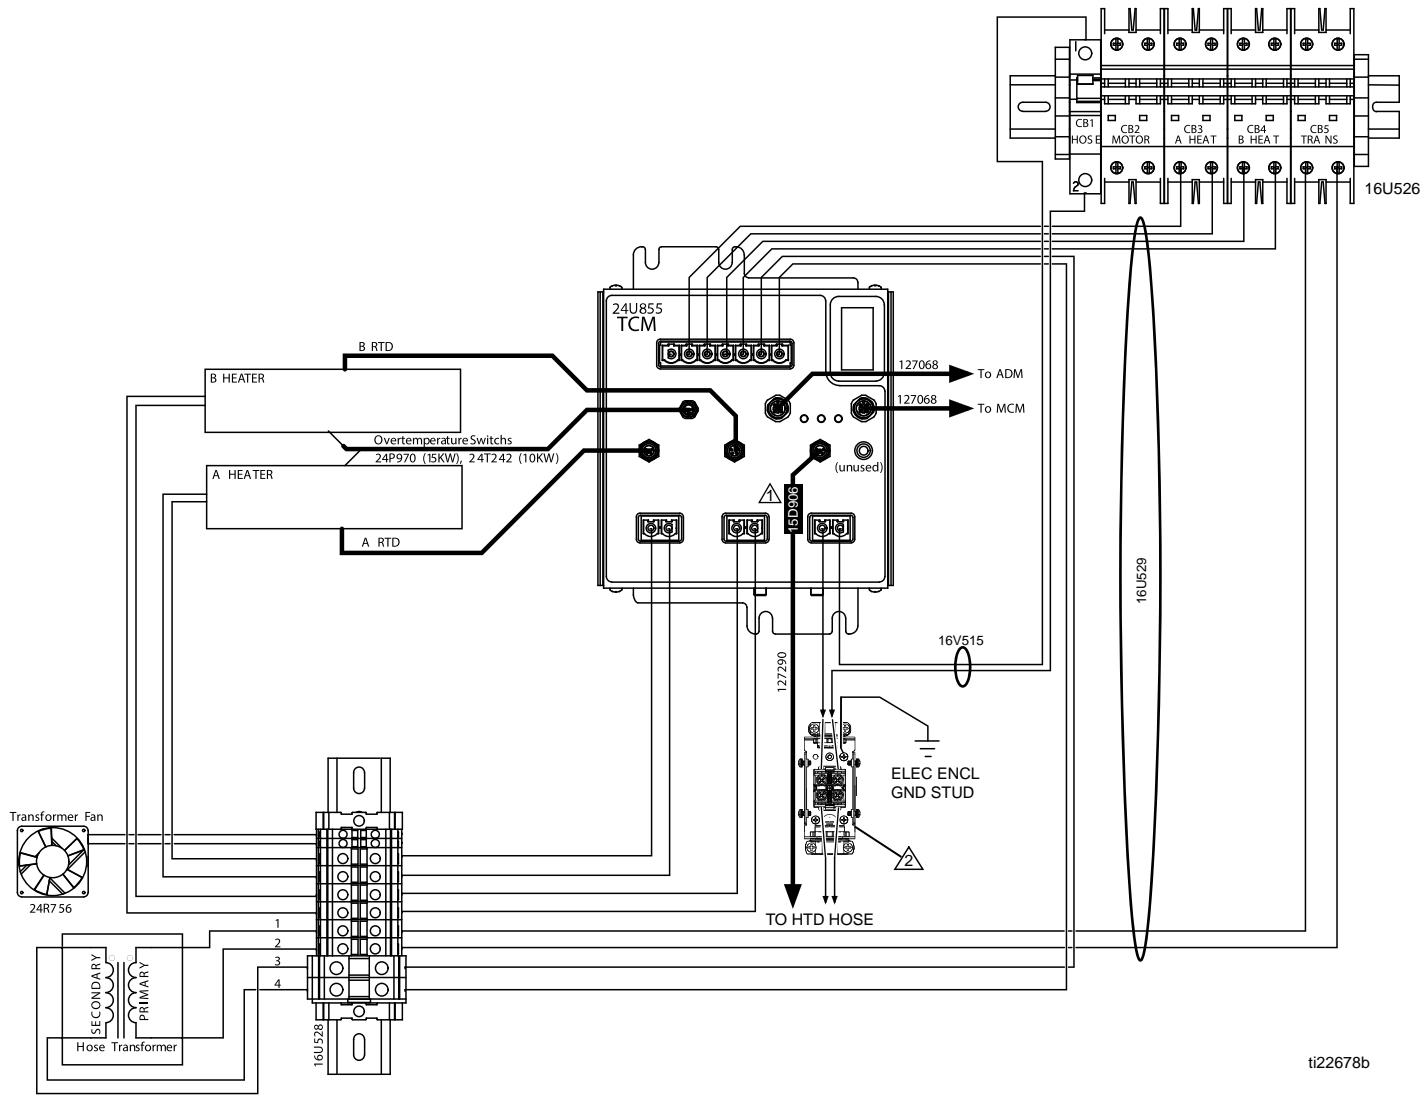 1
CB1
HOSE
2
CB2
MOTOR
CB3
A HEAT
CB4
B HEAT
CB5
TRANS
16U526
24U855
TCM
B RTD
B HEATER
127068
To ADM
127068
To MCM
Overtemperature Switchs
24P970 (15KW), 24T242 (10KW)
A HEATER
(unused)
1
15D906
A RTD
16U529
16V515
127290
ELEC ENCL
GND STUD
2
Transformer Fan
24R756
TO HTD HOSE
1
2
3
4
SECONDARY
PRIMARY
Hose Transformer
16U528
ti22678b